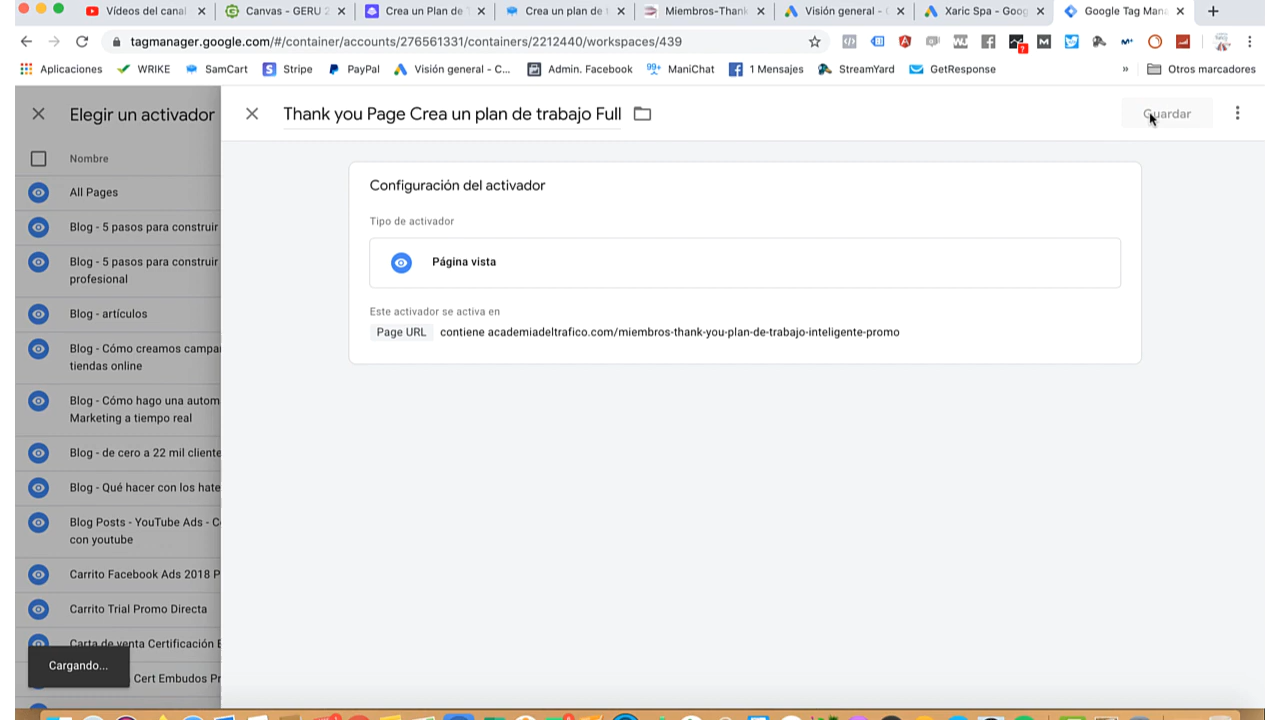 Vídeos del canal
Canvas - GERU 2
Crea un Plan de T
Crea un plan de t
Miembros-Thank
Visión general - C
Xaric Spa - Goog
Google Tag Mana
tagmanager.google.com/#/container/accounts/276561331/containers/2212440/workspaces/439
Aplicaciones
WRIKE
SamCart
Stripe
PayPal
Visión general - C...
Admin. Facebook
99+
ManiChat
1 Mensajes
StreamYard
GetResponse
»
Otros marcadores
Elegir un activador
Thank you Page Crea un plan de trabajo Full
Guardar
Nombre
All Pages
Blog - 5 pasos para construir
Blog - 5 pasos para construir
profesional
Blog - artículos
Blog - Cómo creamos campa
tiendas online
Blog - Cómo hago una autom
Marketing a tiempo real
Blog - de cero a 22 mil cliente
Blog - Qué hacer con los hate
Blog Posts - YouTube Ads - C
con youtube
Carrito Facebook Ads 2018 P
Carrito Trial Promo Directa
Carta de venta Certificación E
Cert Embudos Pr
Cargando...
Configuración del activador
Tipo de activador
Página vista
Este activador se activa en
Page URL contiene academiadeltrafico.com/miembros-thank-you-plan-de-trabajo-inteligente-promo